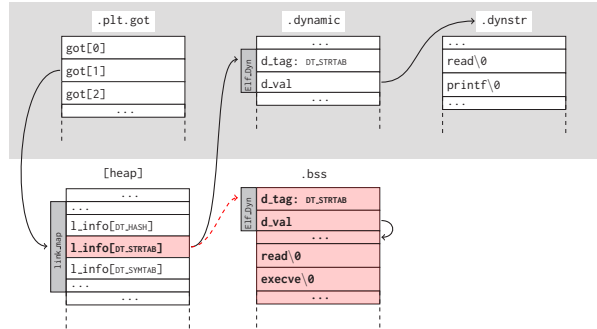 .plt.got
got[0]
got[1]
got[2]
...
.dynamic
...
Elf_Dyn
d_tag: DT_STRTAB
d_val
...
.dynstr
...
read\0
printf\0
...
[heap]
...
...
link_map
l_info[DT_HASH]
l_info[DT_STRTAB]
l_info[DT_SYMTAB]
...
...
.bss
Elf_Dyn
d_tag: DT_STRTAB
d_val
...
read\0
execve\0
...